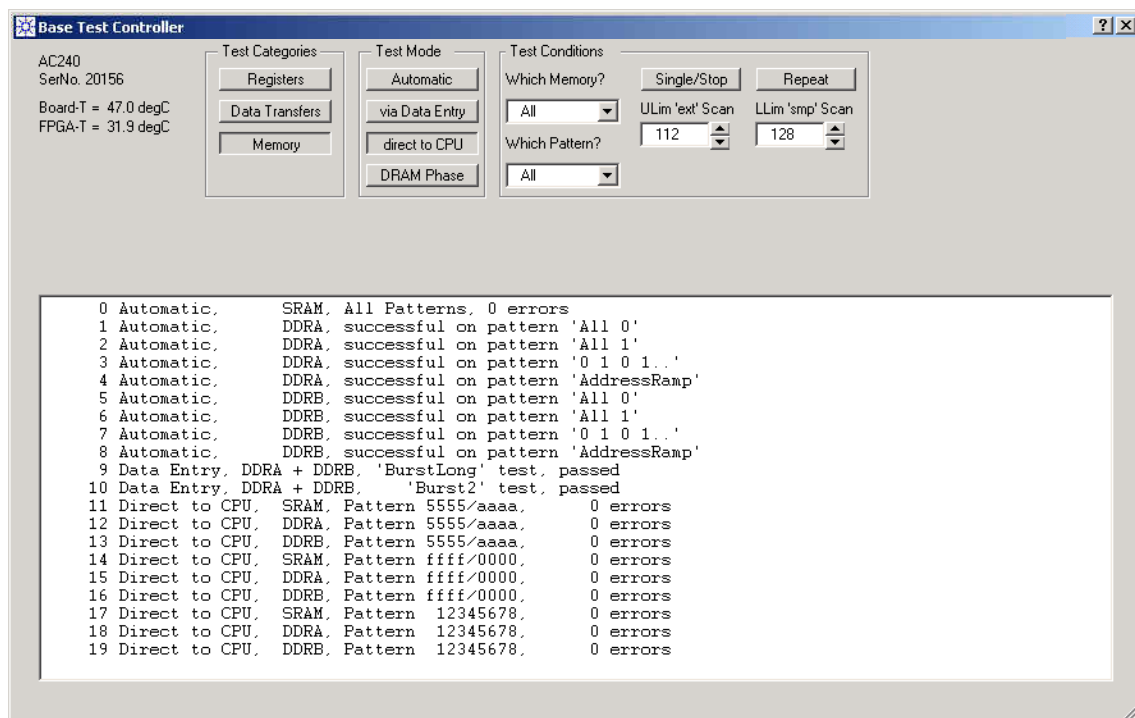 Base Test Controller
AC240
SerNo. 20156
Board-T = 47.0 degC
FPGA-T = 31.9 degC
Test Categories
Registers
Data Transfers
Memory
Test Mode
Automatic
via Data Entry
direct to CPU
DRAM Phase
Test Conditions
Which Memory?
All
Which Pattern?
All
Single/Stop
Repeat
ULim 'ext' Scan
LLim 'smp' Scan
112
128
0 Automatic, SRAM, All Patterns, 0 errors
1 Automatic, DDRA, successful on pattern 'All 0'
2 Automatic, DDRA, successful on pattern 'All 1'
3 Automatic, DDRA, successful on pattern '0 1 0 1..'
4 Automatic, DDRA, successful on pattern 'AddressRamp'
5 Automatic, DDRB, successful on pattern 'All 0'
6 Automatic, DDRB, successful on pattern 'All 1'
7 Automatic, DDRB, successful on pattern '0 1 0 1..'
8 Automatic, DDRB, successful on pattern 'AddressRamp'
9 Data Entry, DDRA + DDRB, 'BurstLong' test, passed
10 Data Entry, DDRA + DDRB, 'Burst2' test, passed
11 Direct to CPU, SRAM, Pattern 5555/aaaa, 0 errors
12 Direct to CPU, DDRA, Pattern 5555/aaaa, 0 errors
13 Direct to CPU, DDRB, Pattern 5555/aaaa, 0 errors
14 Direct to CPU, SRAM, Pattern ffff/0000, 0 errors
15 Direct to CPU, DDRA, Pattern ffff/0000, 0 errors
16 Direct to CPU, DDRB, Pattern ffff/0000, 0 errors
17 Direct to CPU, SRAM, Pattern 12345678, 0 errors
18 Direct to CPU, DDRA, Pattern 12345678, 0 errors
19 Direct to CPU, DDRB, Pattern 12345678, 0 errors